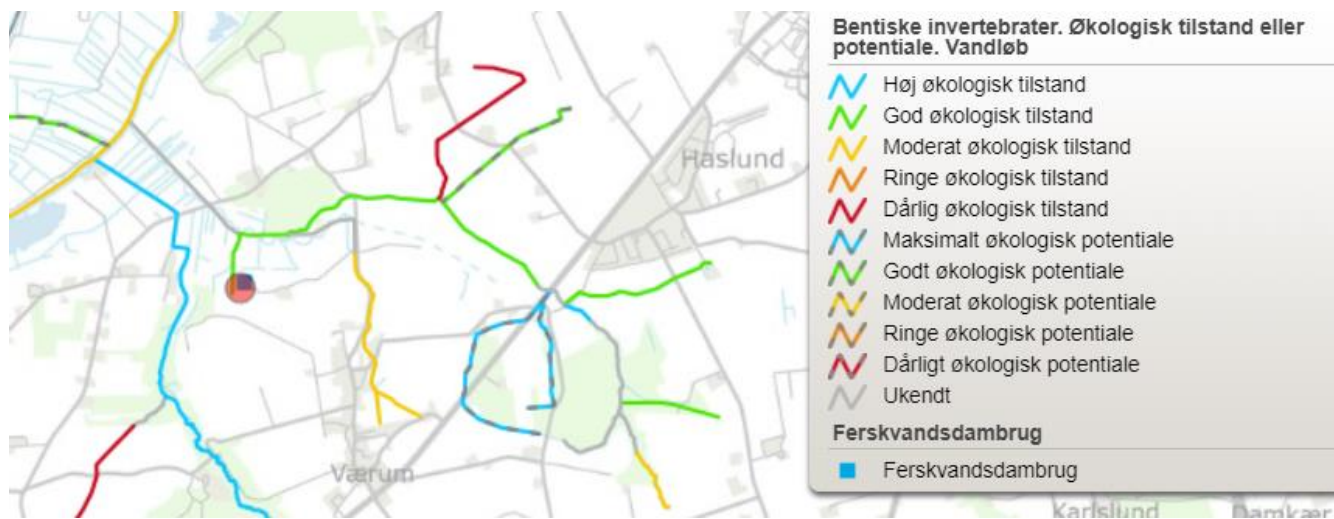 Bentiske invertebrater. Økologisk tilstand eller
potentiale. Vandløb
Høj økologisk tilstand
God økologisk tilstand
Moderat økologisk tilstand
Ringe økologisk tilstand
Dårlig økologisk tilstand
Maksimalt økologisk potentiale
Godt økologisk potentiale
Moderat økologisk potentiale
Ringe økologisk potentiale
Dårligt økologisk potentiale
Ukendt
Ferskvandsdambrug
Ferskvandsdambrug
Haslund
Værum
Karlslund
Damkær